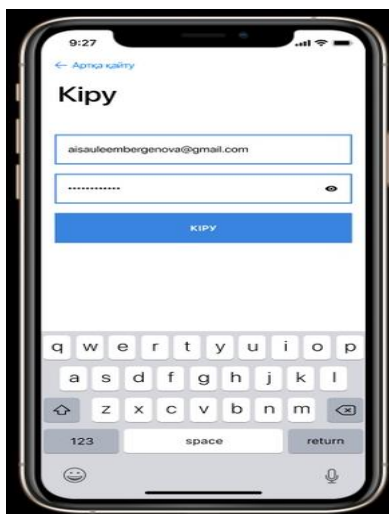 9:27
← Артқа қайту
Кіру
aisauleembergenova@gmail.com
••••••••••••
КІРУ
q w e r t y u i o p
a s d f g h j k l
z x c v b n m
123 space return